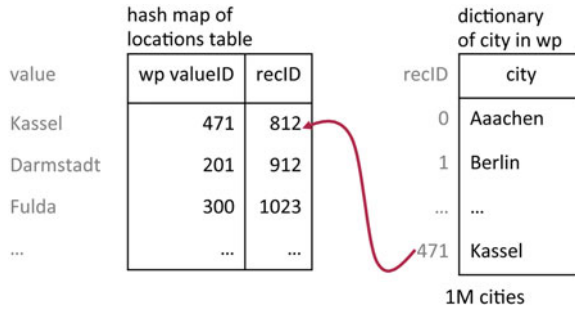 hash map of
locations table
value wp valueID recID
Kassel 471 812
Darmstadt 201 912
Fulda 300 1023
... ... ...
dictionary
of city in wp
recID city
0 Aaachen
1 Berlin
... ...
471 Kassel
1M cities